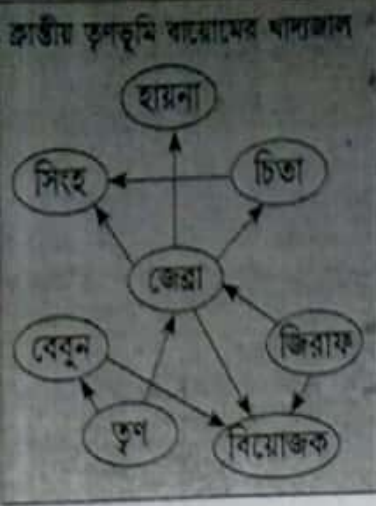 ক্রান্তীয় তৃণভূমি বায়োমের খাদ্যজাল
হায়না
সিংহ
চিতা
জেব্রা
বেবুন
জিরাফ
তৃণ
বিয়োজক